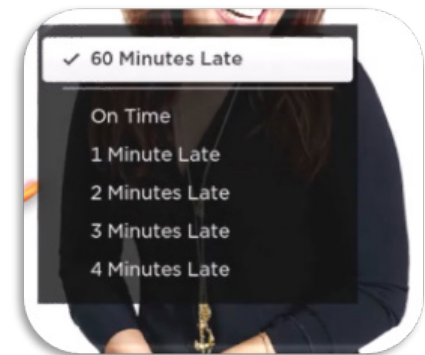 ✓ 60 Minutes Late
On Time
1 Minute Late
2 Minutes Late
3 Minutes Late
4 Minutes Late